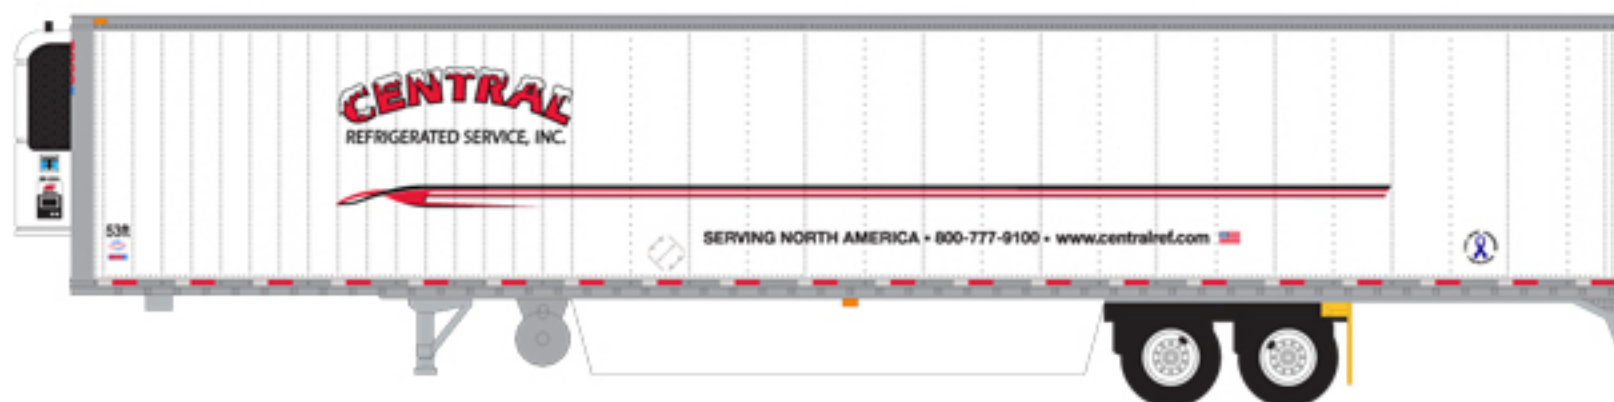 CENTRAL
REFRIGERATED SERVICE, INC.
53ft
SERVING NORTH AMERICA • 800-777-9100 • www.centralref.com